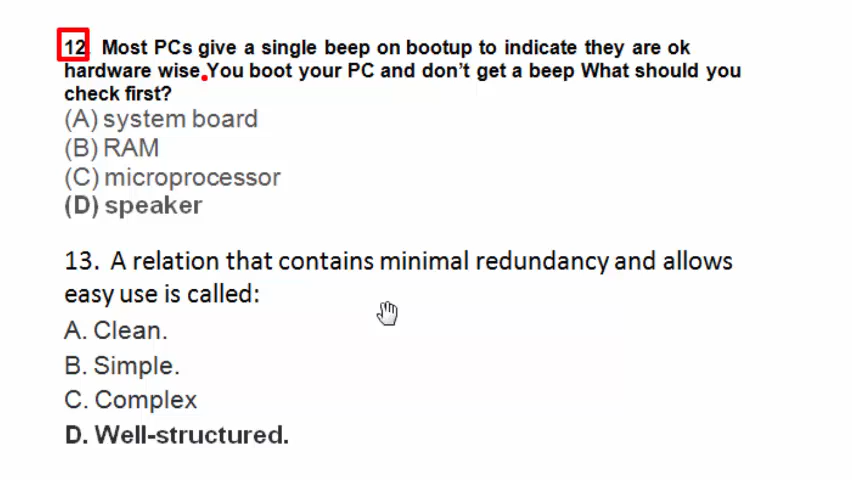 12. Most PCs give a single beep on bootup to indicate they are ok
hardware wise.You boot your PC and don't get a beep What should you
check first?
(A) system board
(B) RAM
(C) microprocessor
(D) speaker
13. A relation that contains minimal redundancy and allows
easy use is called:
A. Clean.
B. Simple.
C. Complex
D. Well-structured.